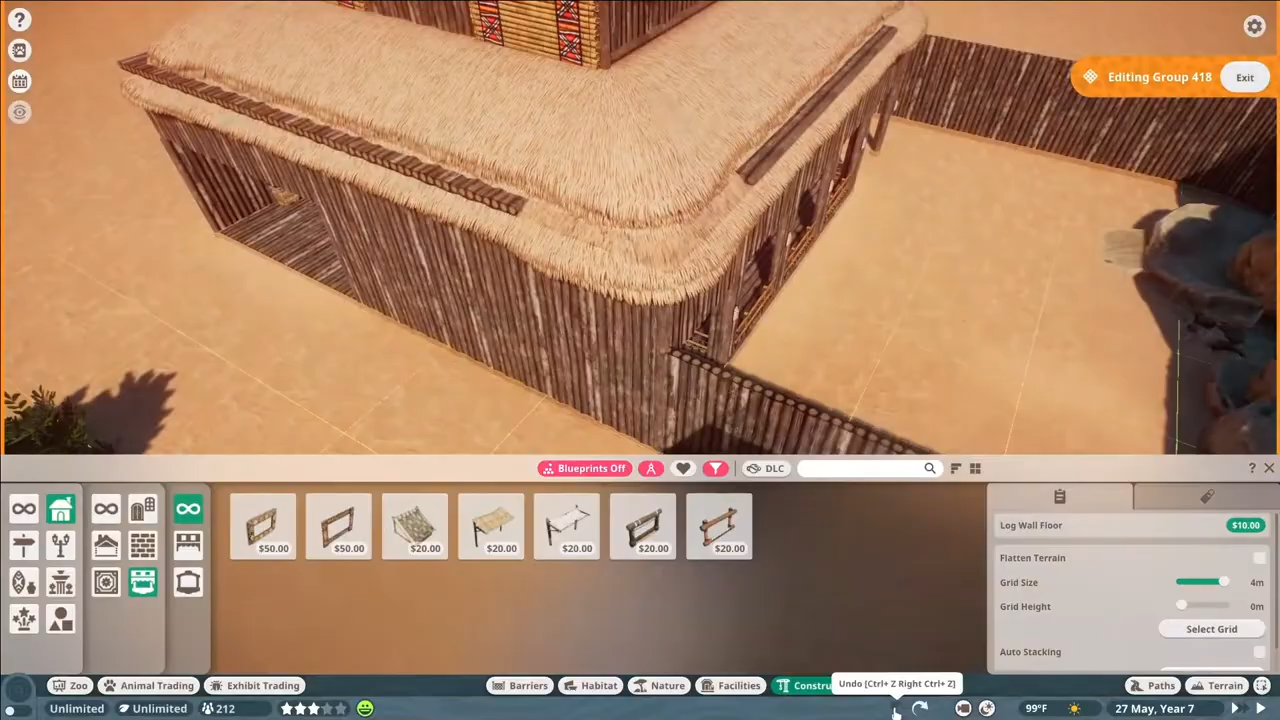 ?
Editing Group 418
Exit
Blueprints Off
DLC
?
$50.00
$50.00
$20.00
$20.00
$20.00
$20.00
$20.00
Log Wall Floor
$10.00
Flatten Terrain
Grid Size
4m
Grid Height
0m
Select Grid
Auto Stacking
Zoo
Animal Trading
Exhibit Trading
Barriers
Habitat
Nature
Facilities
Constru
Undo [Ctrl+ Z Right Ctrl+ Z]
Paths
Terrain
Unlimited
Unlimited
212
99°F
27 May, Year 7